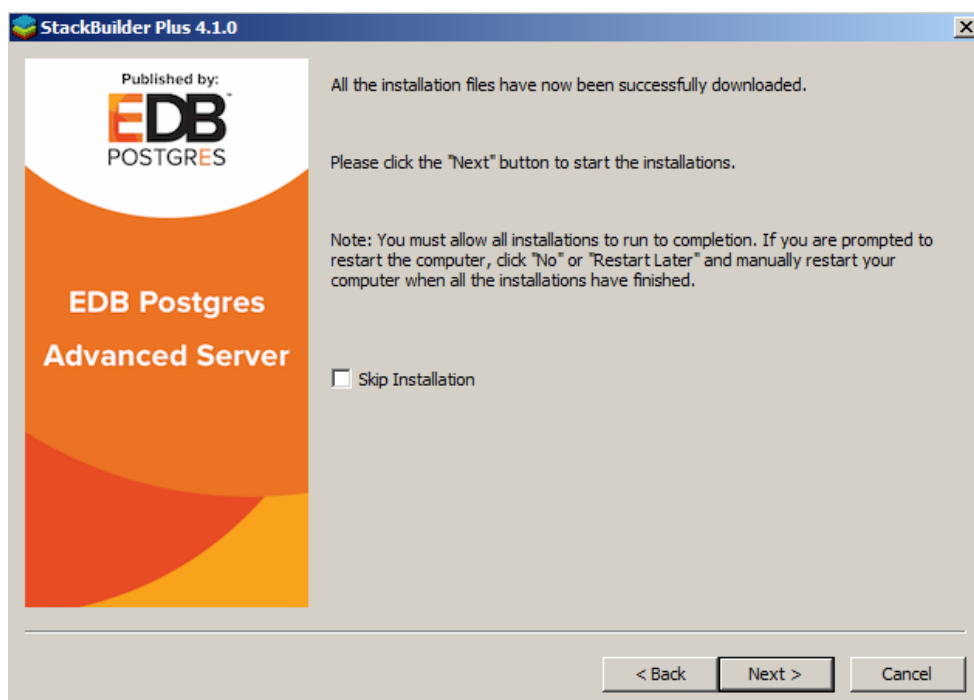 StackBuilder Plus 4.1.0
Published by:
EDB™
POSTGRES
EDB Postgres
Advanced Server
All the installation files have now been successfully downloaded.
Please click the "Next" button to start the installations.
Note: You must allow all installations to run to completion. If you are prompted to
restart the computer, click "No" or "Restart Later" and manually restart your
computer when all the installations have finished.
Skip Installation
< Back
Next >
Cancel